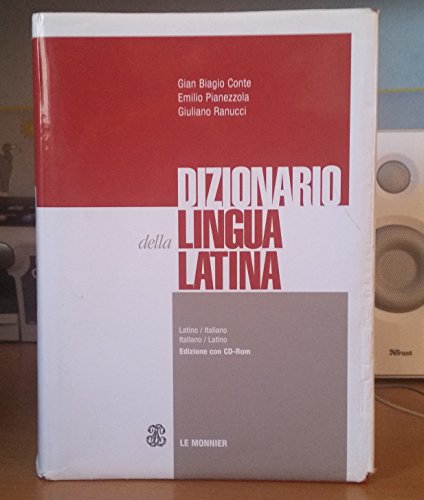 Gian Biagio Conte
Emilio Pianezzola
Giuliano Ranucci
DIZIONARIO
della LINGUA
LATINA
Latino / Italiano
Italiano / Latino
Edizione con CD-Rom
LE MONNIER
Trust